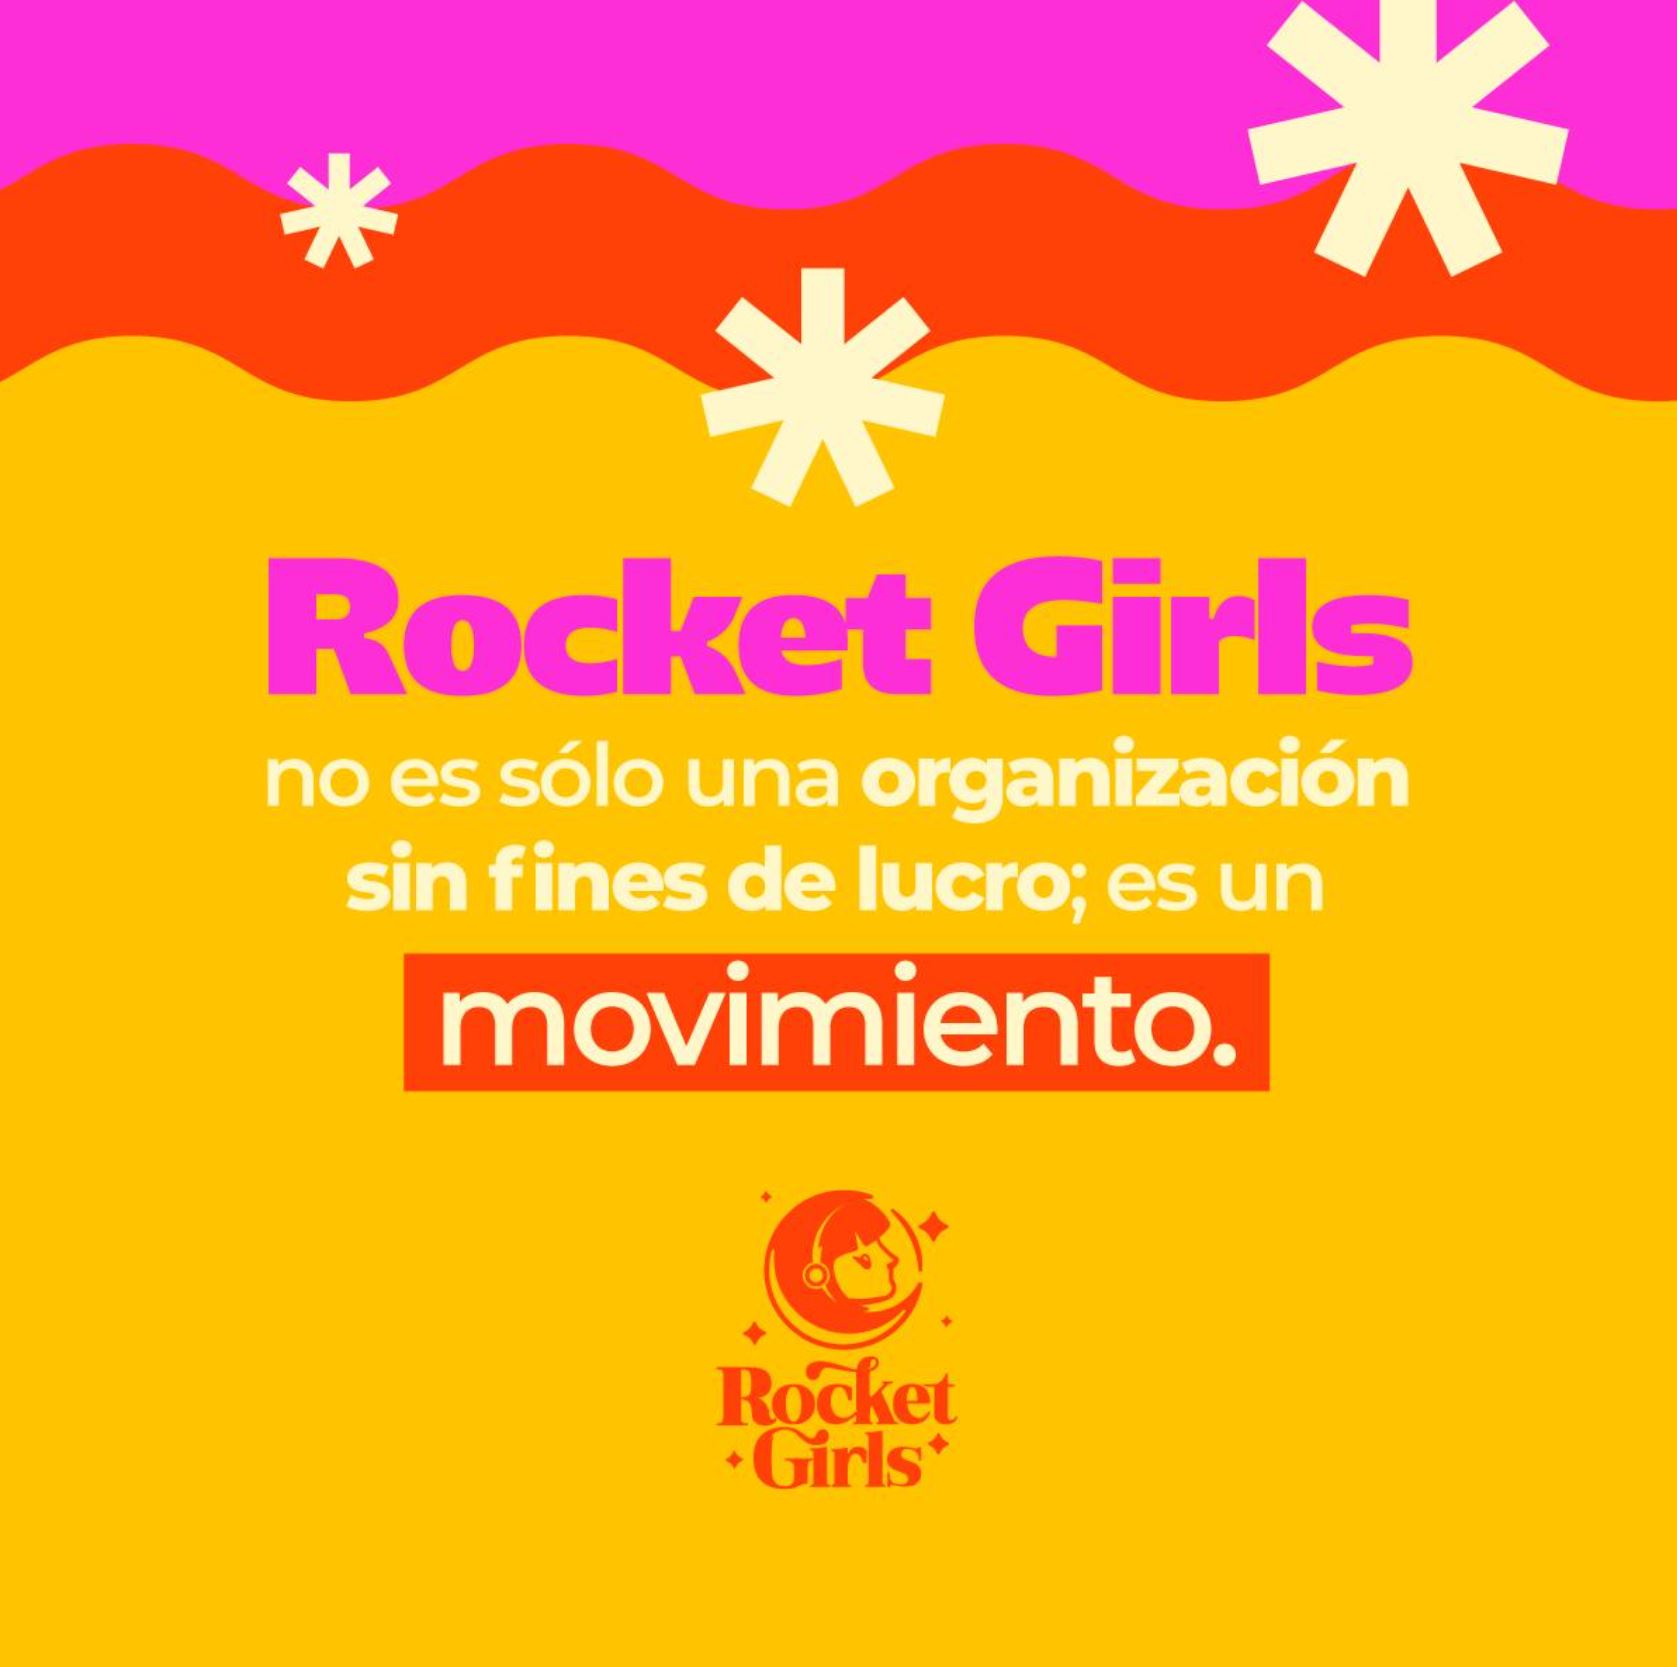 Rocket Girls
no es sólo una organización
sin fines de lucro; es un
movimiento.
Rocket
Girls